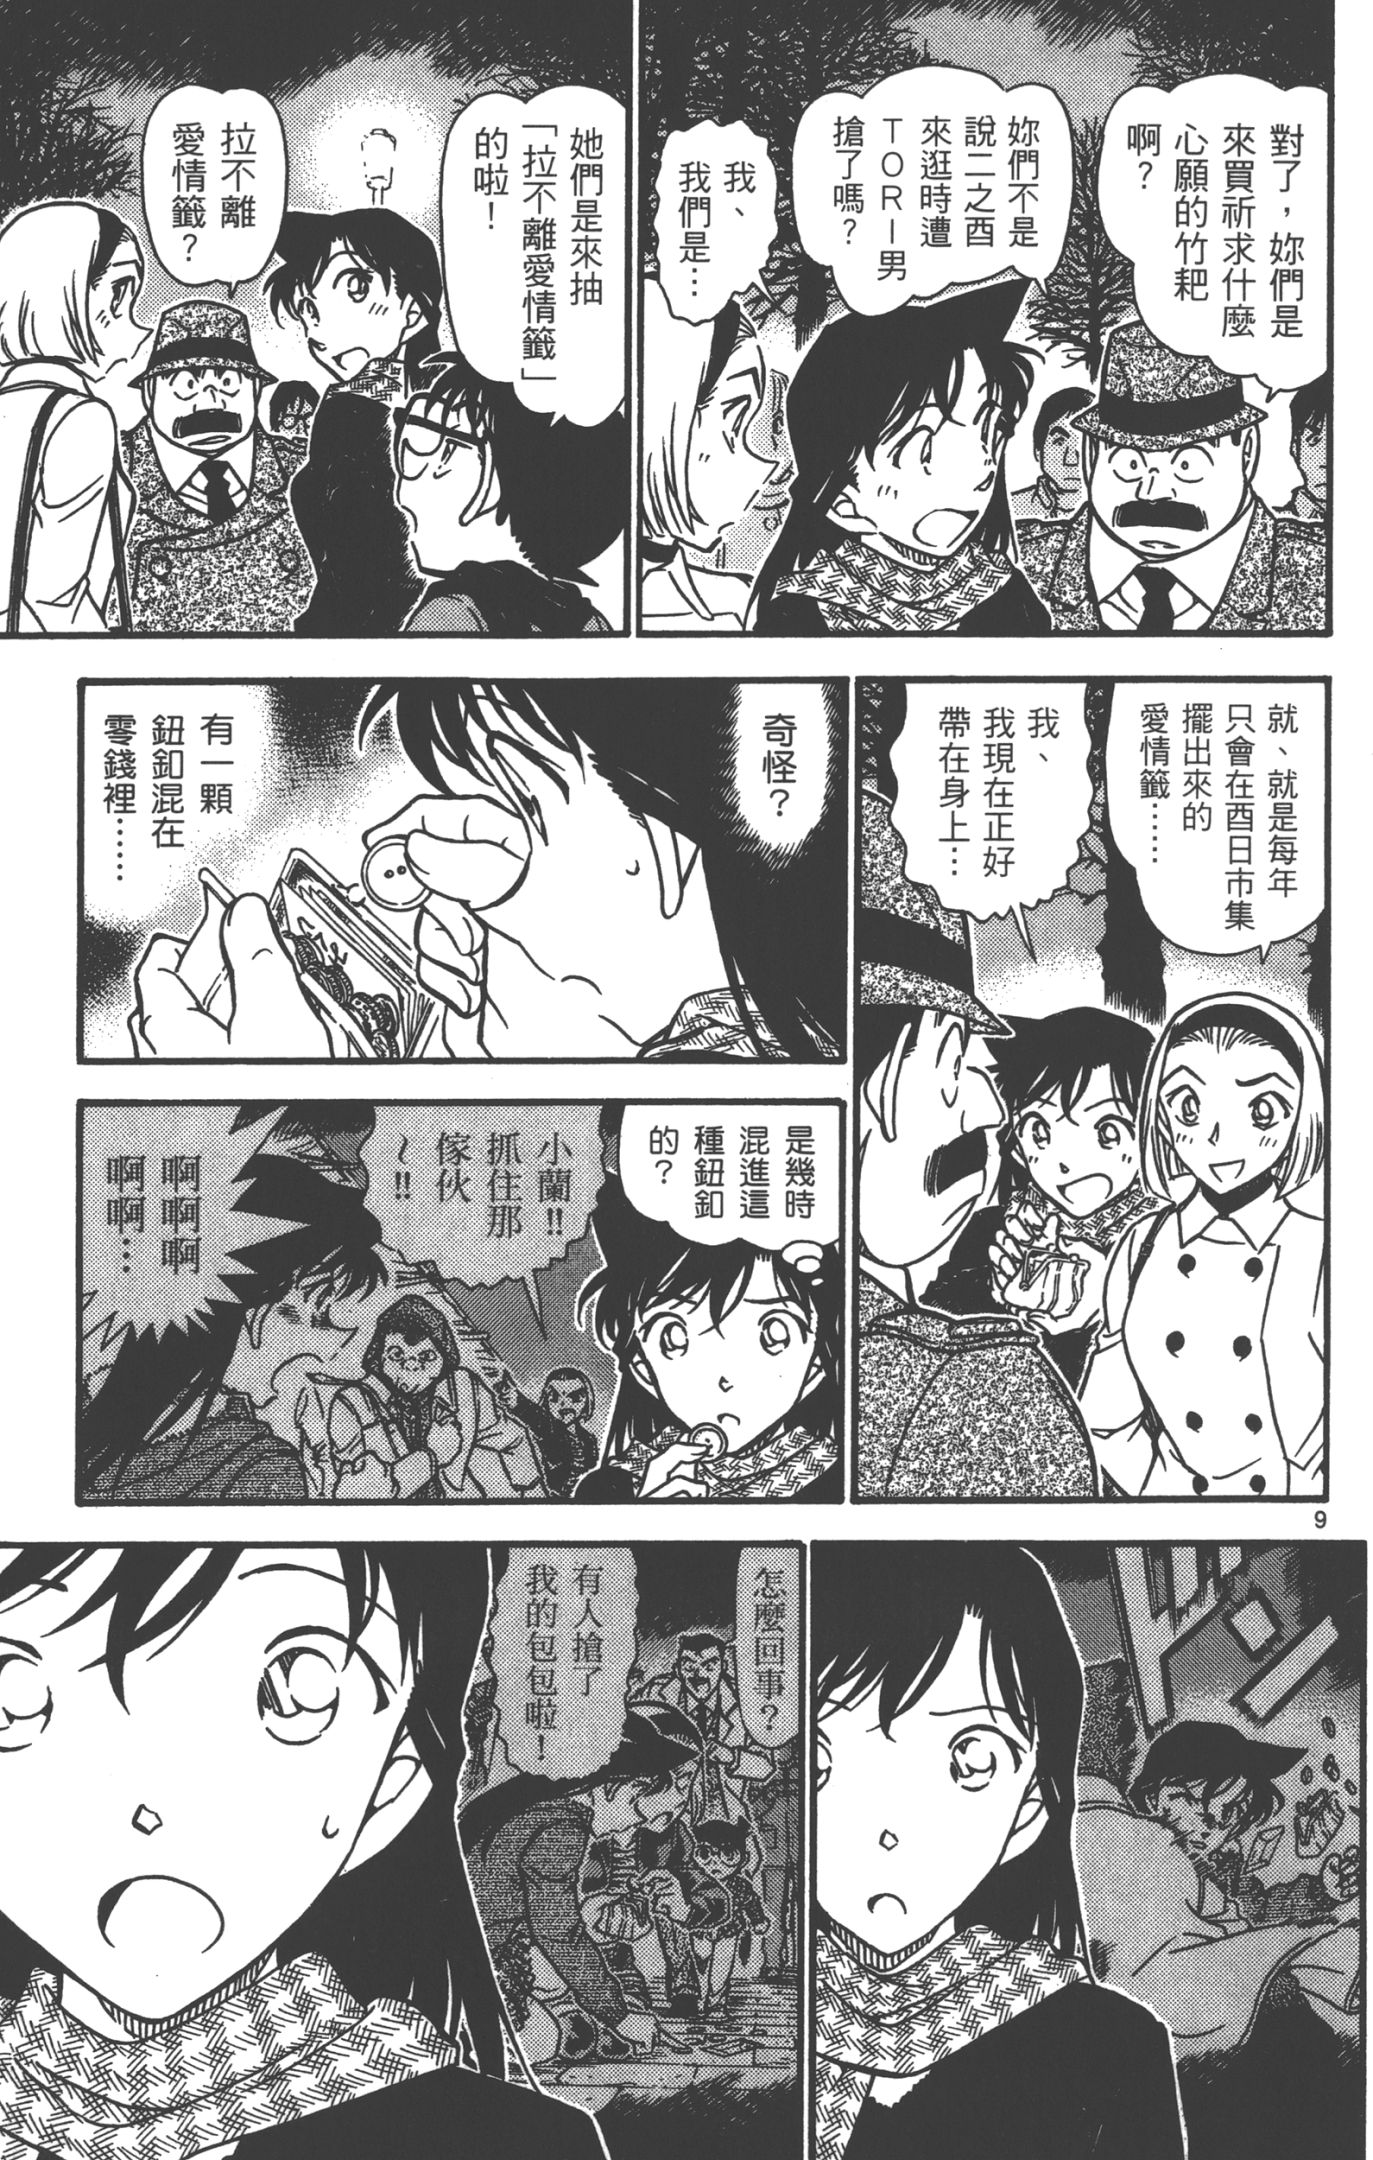 對了，妳們是
來買祈求什麼
心願的竹耙
啊？
妳們不是
說二之酉
來逛時遭
TORI男
搶了嗎？
我、
我們是…
她們是來抽
「拉不離愛情籤」
的啦！
拉不離
愛情籤？
就、就是每年
只會在酉日市集
擺出來的
愛情籤……
我、
我現在正好
帶在身上…
奇怪？
有一顆
鈕釦混在
零錢裡……
是幾時
混進這
種鈕釦
的？
小蘭!!
抓住那
傢伙
～!!
啊啊啊
啊啊…
9
怎麼回事？
有人搶了
我的包包啦！